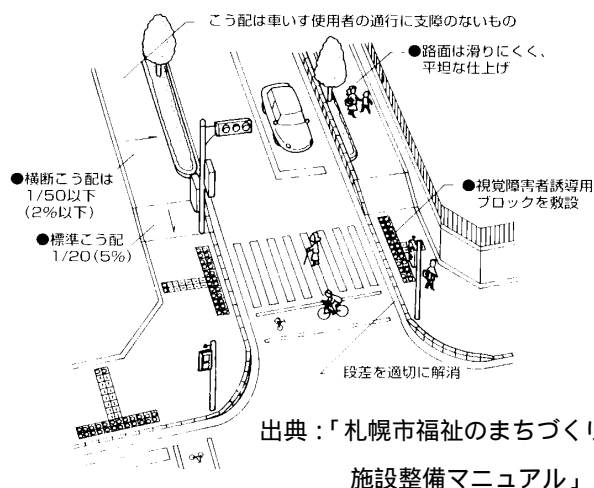 こう配は車いす使用者の通行に支障のないもの
●路面は滑りにくく、
平坦な仕上げ
●横断こう配は
1/50以下
(2%以下)
●標準こう配
1/20(5%)
●視覚障害者誘導用
ブロックを敷設
段差を適切に解消
出典:「札幌市福祉のまちづくり
施設整備マニュアル」